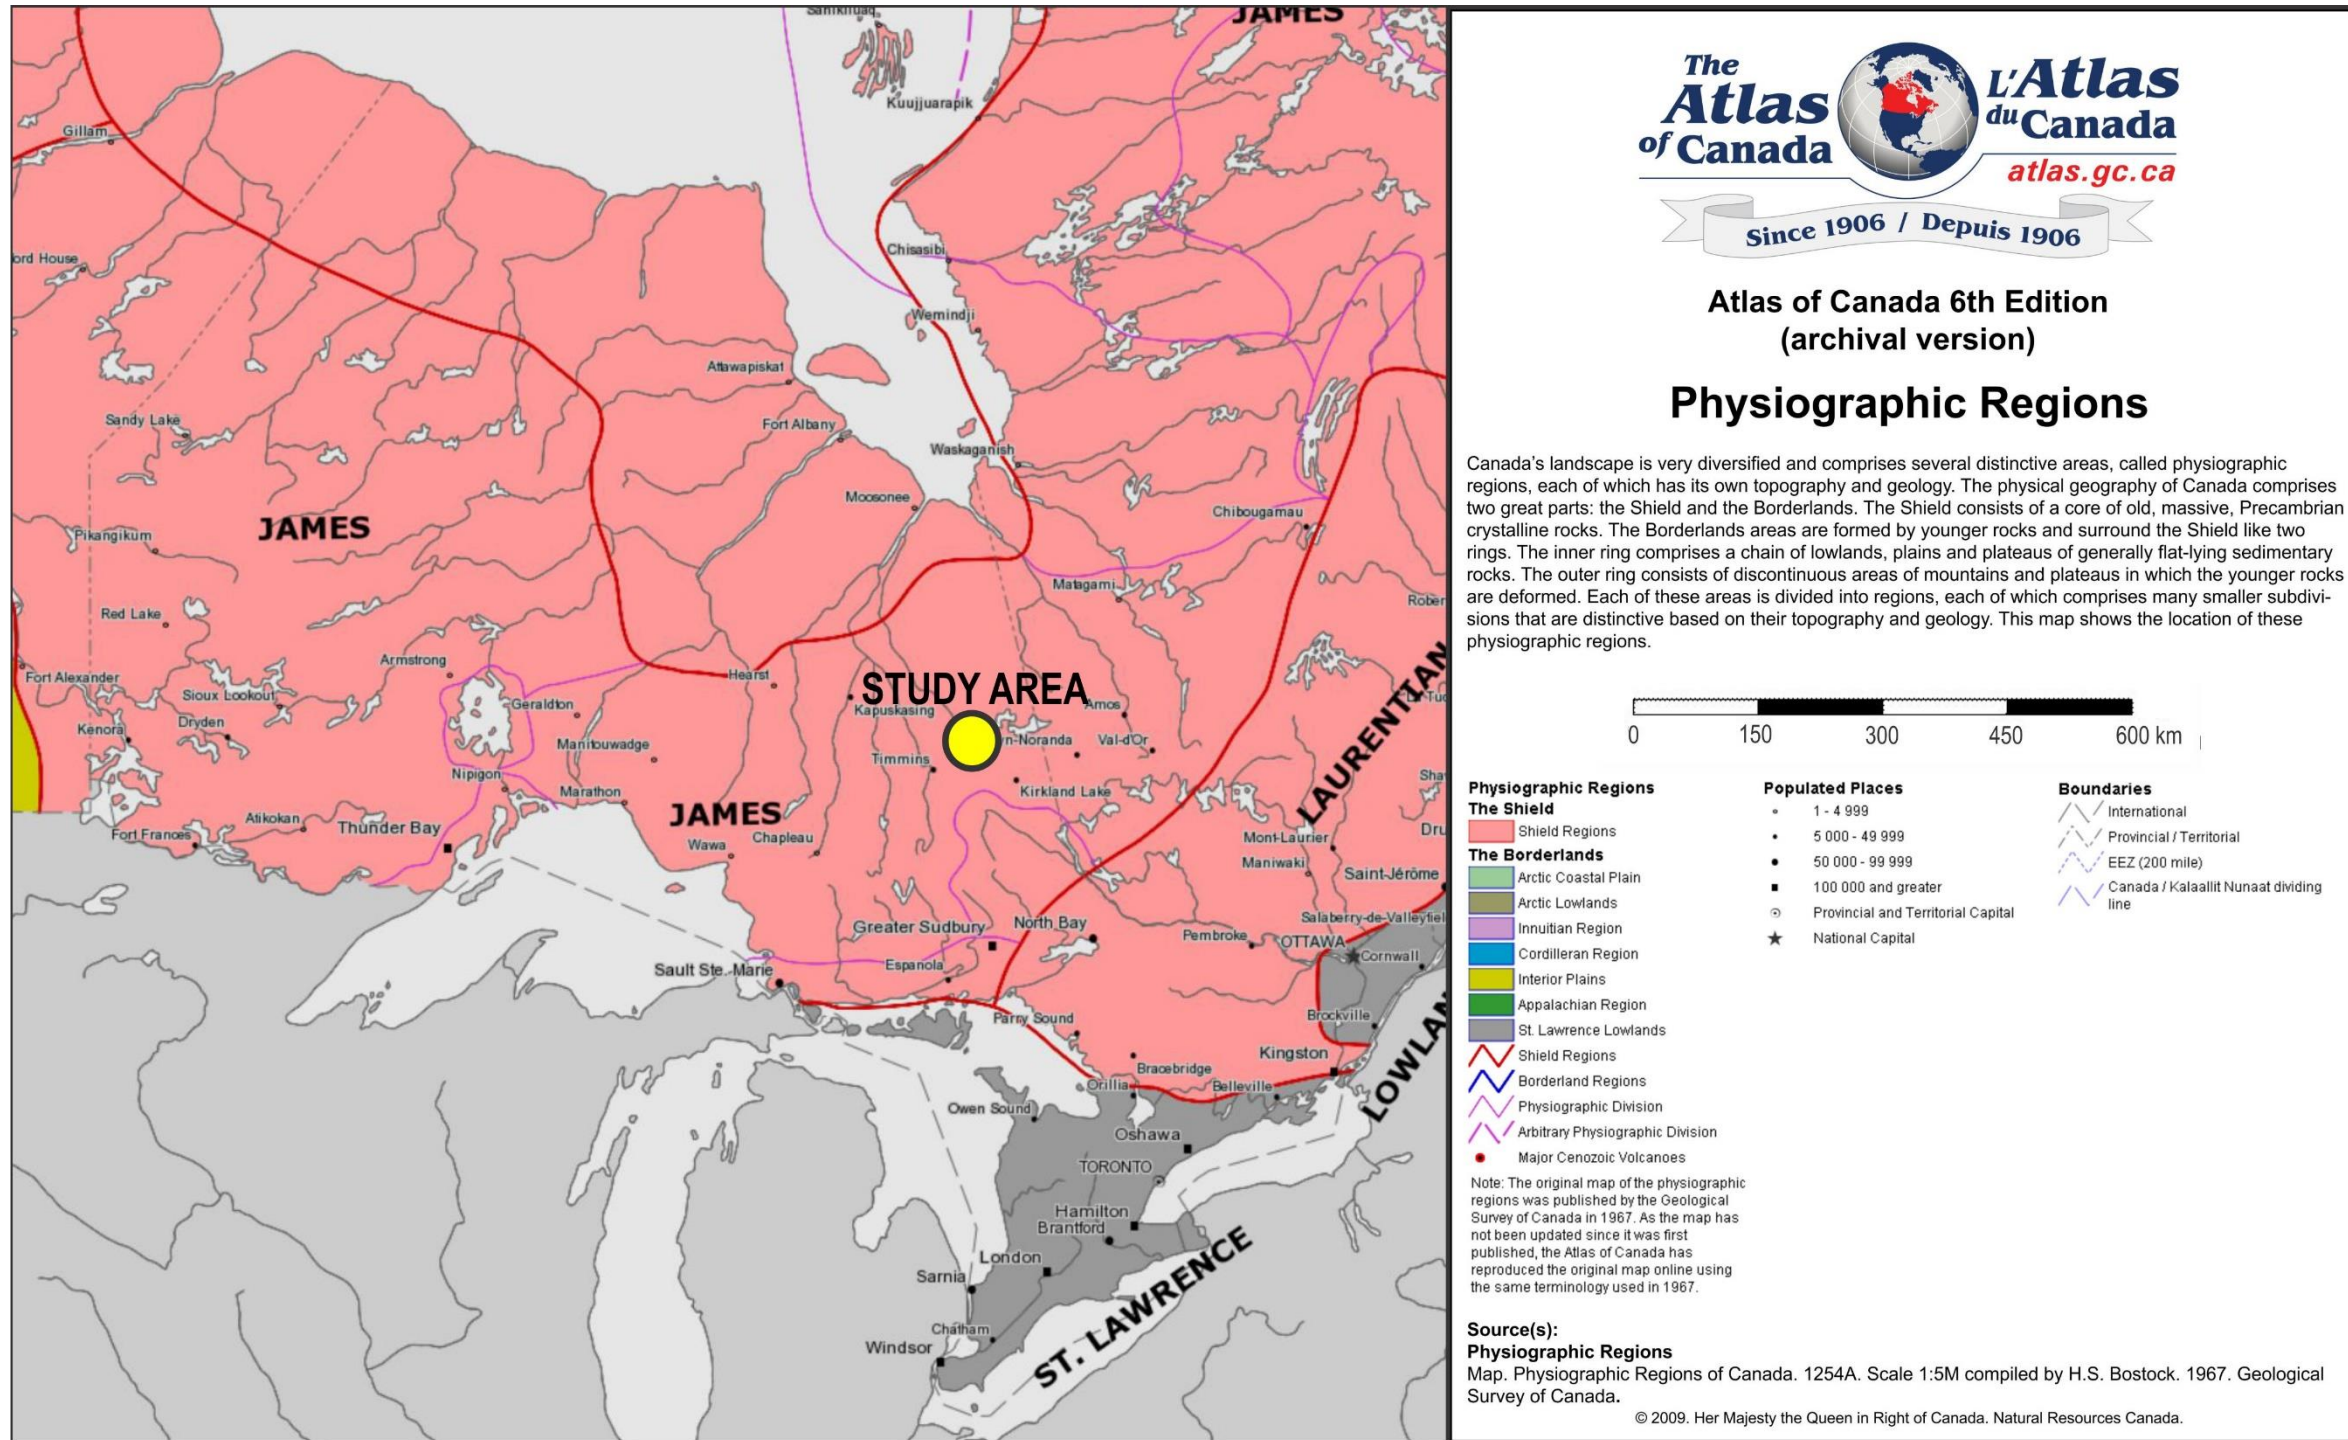 Sanikiluaq
JAMES
JAMES
Kuujjuarapik
Gillam
Chisasibi
ord House
Wemindji
Attawapiskat
Sandy Lake
Fort Albany
Waskaganish
Moosonee
Chibougamau
JAMES
Pikangikum
Matagami
Rober
Red Lake
Armstrong
Fort Alexander
Hearst
STUDY AREA
LAURENTIAN
Sioux Lookout
Geraldton
Kapuskasing
Amos
Kenora
Dryden
Manitouwadge
yn-Noranda
Val-d'Or
Timmins
Nipigon
Marathon
Kirkland Lake
Sha
Atikokan
Thunder Bay
JAMES
Fort Frances
Wawa
Chapleau
Mont-Laurier
Dru
Maniwaki
Saint-Jérôme
Greater Sudbury
North Bay
Salaberry-de-Valleyfiel
Pembroke
OTTAWA
Cornwall
Sault Ste. Marie
Espanola
Parry Sound
Brockville
Kingston
LOWLAN
Bracebridge
Orillia
Belleville
Owen Sound
Oshawa
TORONTO
Hamilton
Brantford
London
Sarnia
ST. LAWRENCE
Chatham
Windsor
The
Atlas
of Canada
L'Atlas
du Canada
atlas.gc.ca
Since 1906 / Depuis 1906
Atlas of Canada 6th Edition
(archival version)
Physiographic Regions
Canada's landscape is very diversified and comprises several distinctive areas, called physiographic
regions, each of which has its own topography and geology. The physical geography of Canada comprises
two great parts: the Shield and the Borderlands. The Shield consists of a core of old, massive, Precambrian
crystalline rocks. The Borderlands areas are formed by younger rocks and surround the Shield like two
rings. The inner ring comprises a chain of lowlands, plains and plateaus of generally flat-lying sedimentary
rocks. The outer ring consists of discontinuous areas of mountains and plateaus in which the younger rocks
are deformed. Each of these areas is divided into regions, each of which comprises many smaller subdivi-
sions that are distinctive based on their topography and geology. This map shows the location of these
physiographic regions.
0 150 300 450 600 km
Physiographic Regions
The Shield
Shield Regions
The Borderlands
Arctic Coastal Plain
Arctic Lowlands
Innuitian Region
Cordilleran Region
Interior Plains
Appalachian Region
St. Lawrence Lowlands
Shield Regions
Borderland Regions
Physiographic Division
Arbitrary Physiographic Division
Major Cenozoic Volcanoes
Populated Places
1 - 4 999
5 000 - 49 999
50 000 - 99 999
100 000 and greater
Provincial and Territorial Capital
National Capital
Boundaries
International
Provincial / Territorial
EEZ (200 mile)
Canada / Kalaallit Nunaat dividing
line
Note: The original map of the physiographic
regions was published by the Geological
Survey of Canada in 1967. As the map has
not been updated since it was first
published, the Atlas of Canada has
reproduced the original map online using
the same terminology used in 1967.
Source(s):
Physiographic Regions
Map. Physiographic Regions of Canada. 1254A. Scale 1:5M compiled by H.S. Bostock. 1967. Geological
Survey of Canada.
© 2009. Her Majesty the Queen in Right of Canada. Natural Resources Canada.